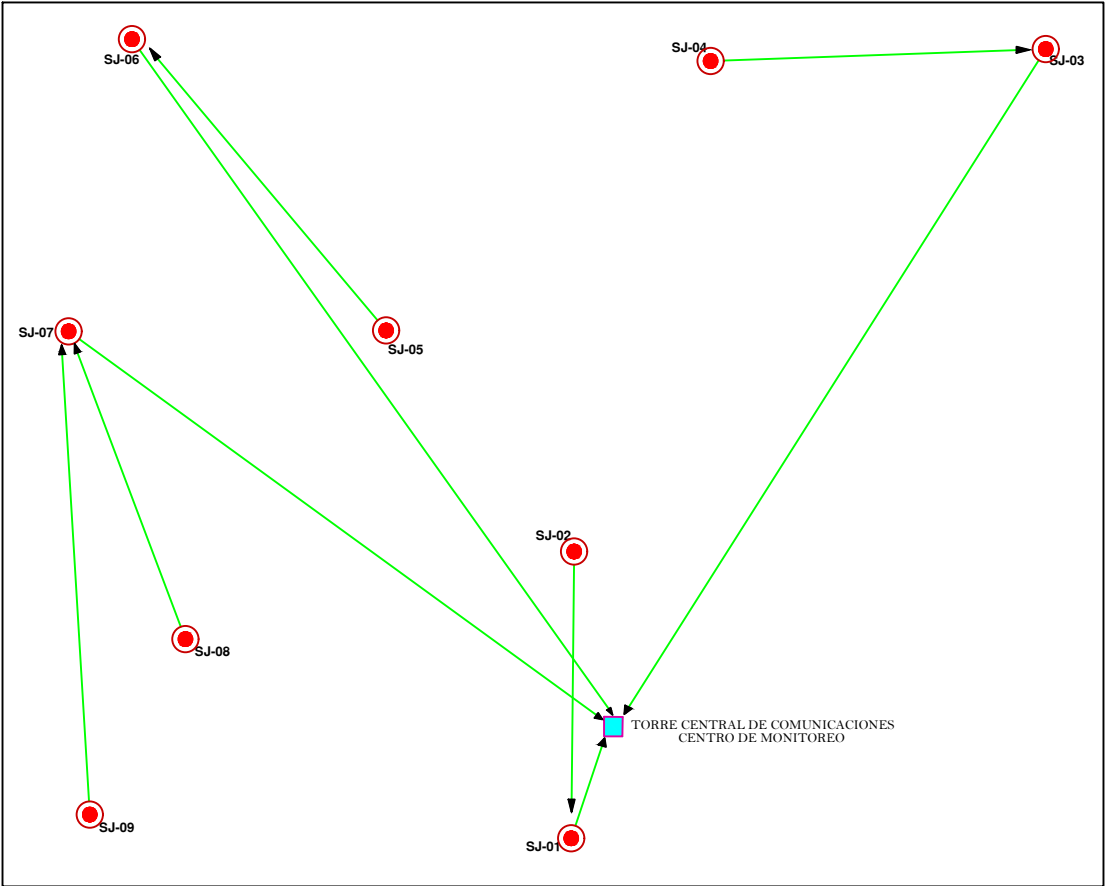 SJ-04
SJ-03
SJ-06
SJ-07
SJ-05
SJ-02
SJ-08
TORRE CENTRAL DE COMUNICACIONES
CENTRO DE MONITOREO
SJ-09
SJ-01